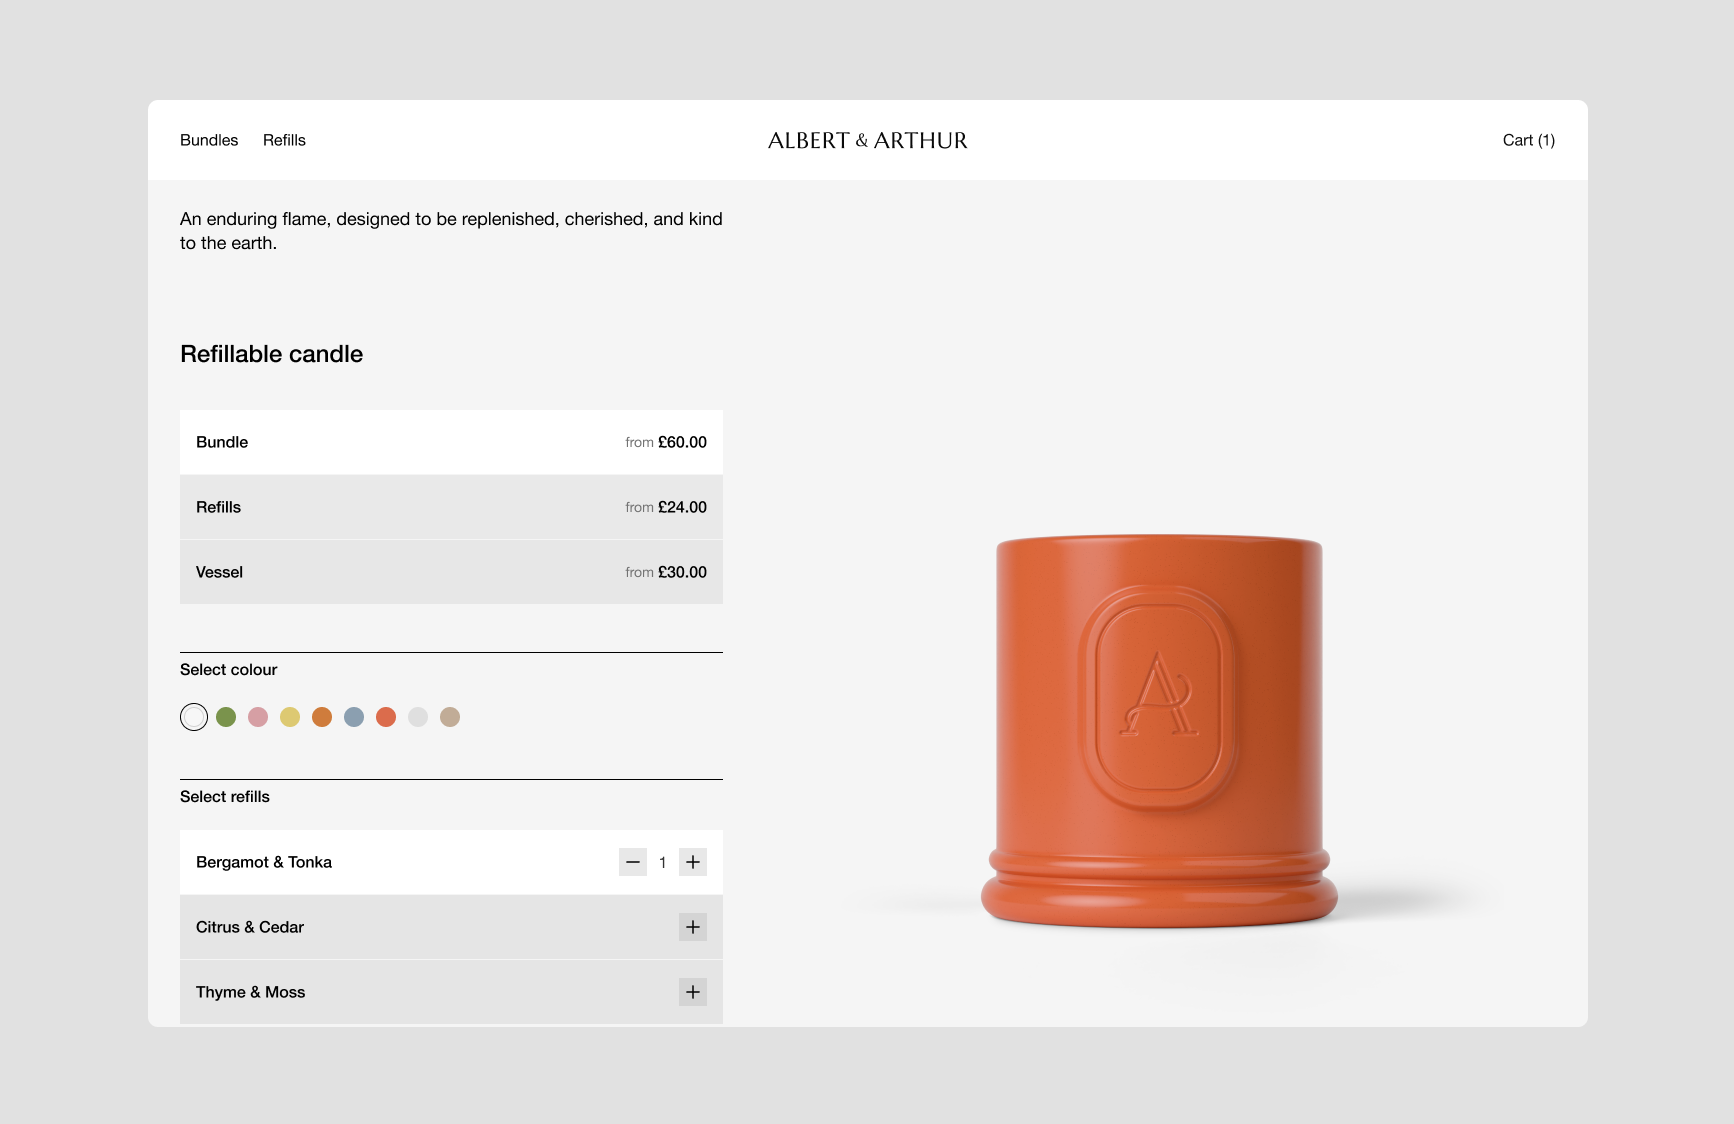 Bundles Refills ALBERT & ARTHUR Cart (1)
An enduring flame, designed to be replenished, cherished, and kind
to the earth.
Refillable candle
Bundle from £60.00
Refills from £24.00
Vessel from £30.00
Select colour
Select refills
Bergamot & Tonka 1
Citrus & Cedar
Thyme & Moss
A